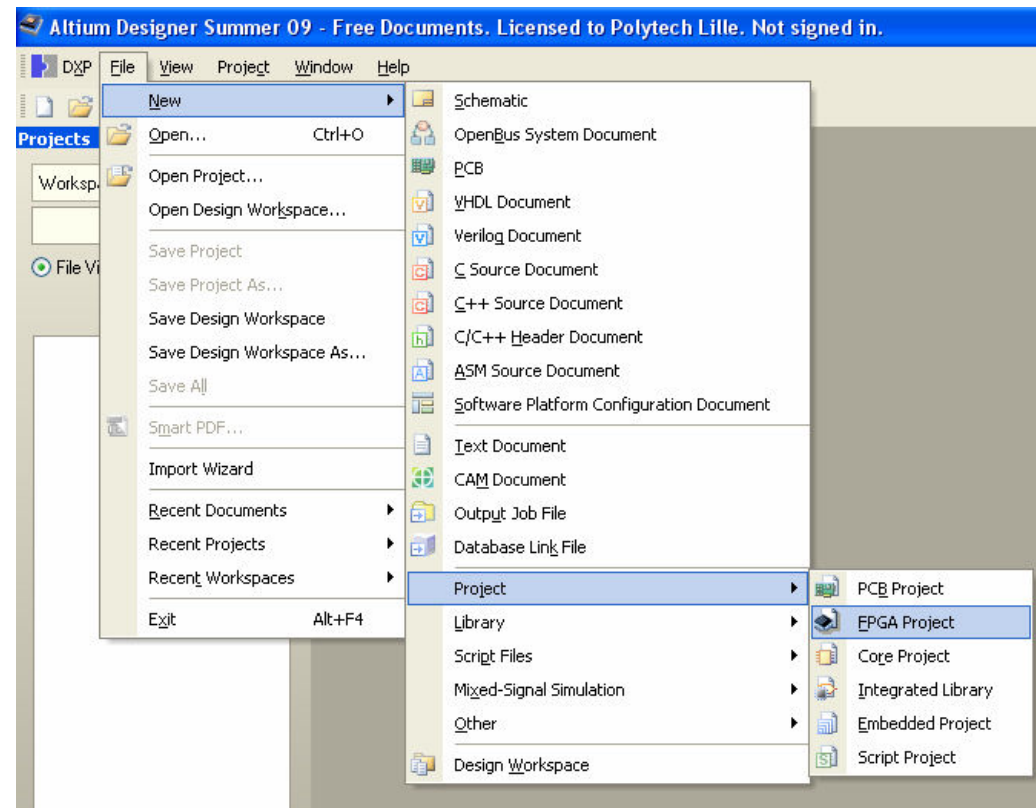 Altium Designer Summer 09 - Free Documents. Licensed to Polytech Lille. Not signed in.
DXP File View Project Window Help
Projects
Worksp
File Vi
New
Open... Ctrl+O
Open Project...
Open Design Workspace...
Save Project
Save Project As...
Save Design Workspace
Save Design Workspace As...
Save All
Smart PDF...
Import Wizard
Recent Documents
Recent Projects
Recent Workspaces
Exit Alt+F4
Schematic
OpenBus System Document
PCB
VHDL Document
Verilog Document
C Source Document
C++ Source Document
C/C++ Header Document
ASM Source Document
Software Platform Configuration Document
Text Document
CAM Document
Output Job File
Database Link File
Project
Library
Script Files
Mixed-Signal Simulation
Other
Design Workspace
PCB Project
FPGA Project
Core Project
Integrated Library
Embedded Project
Script Project